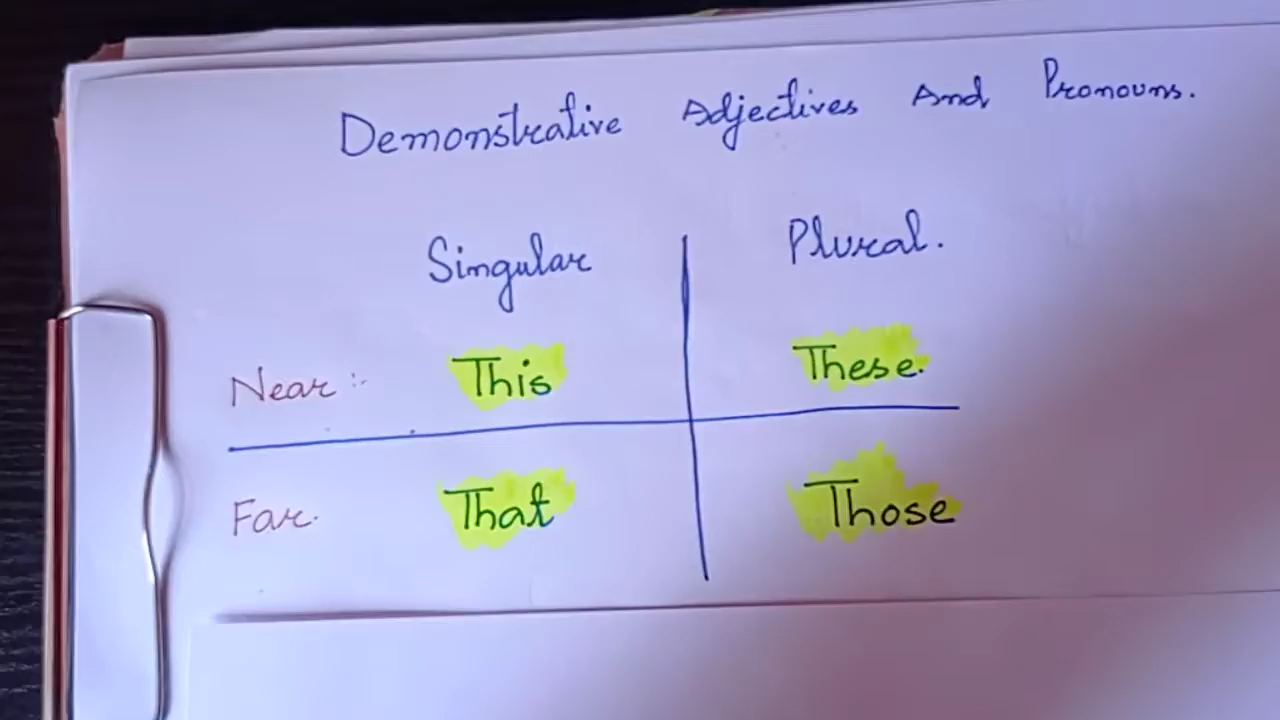 Demonstrative Adjectives And Pronouns.
Singular Plural.
Near :- This These.
Far. That Those